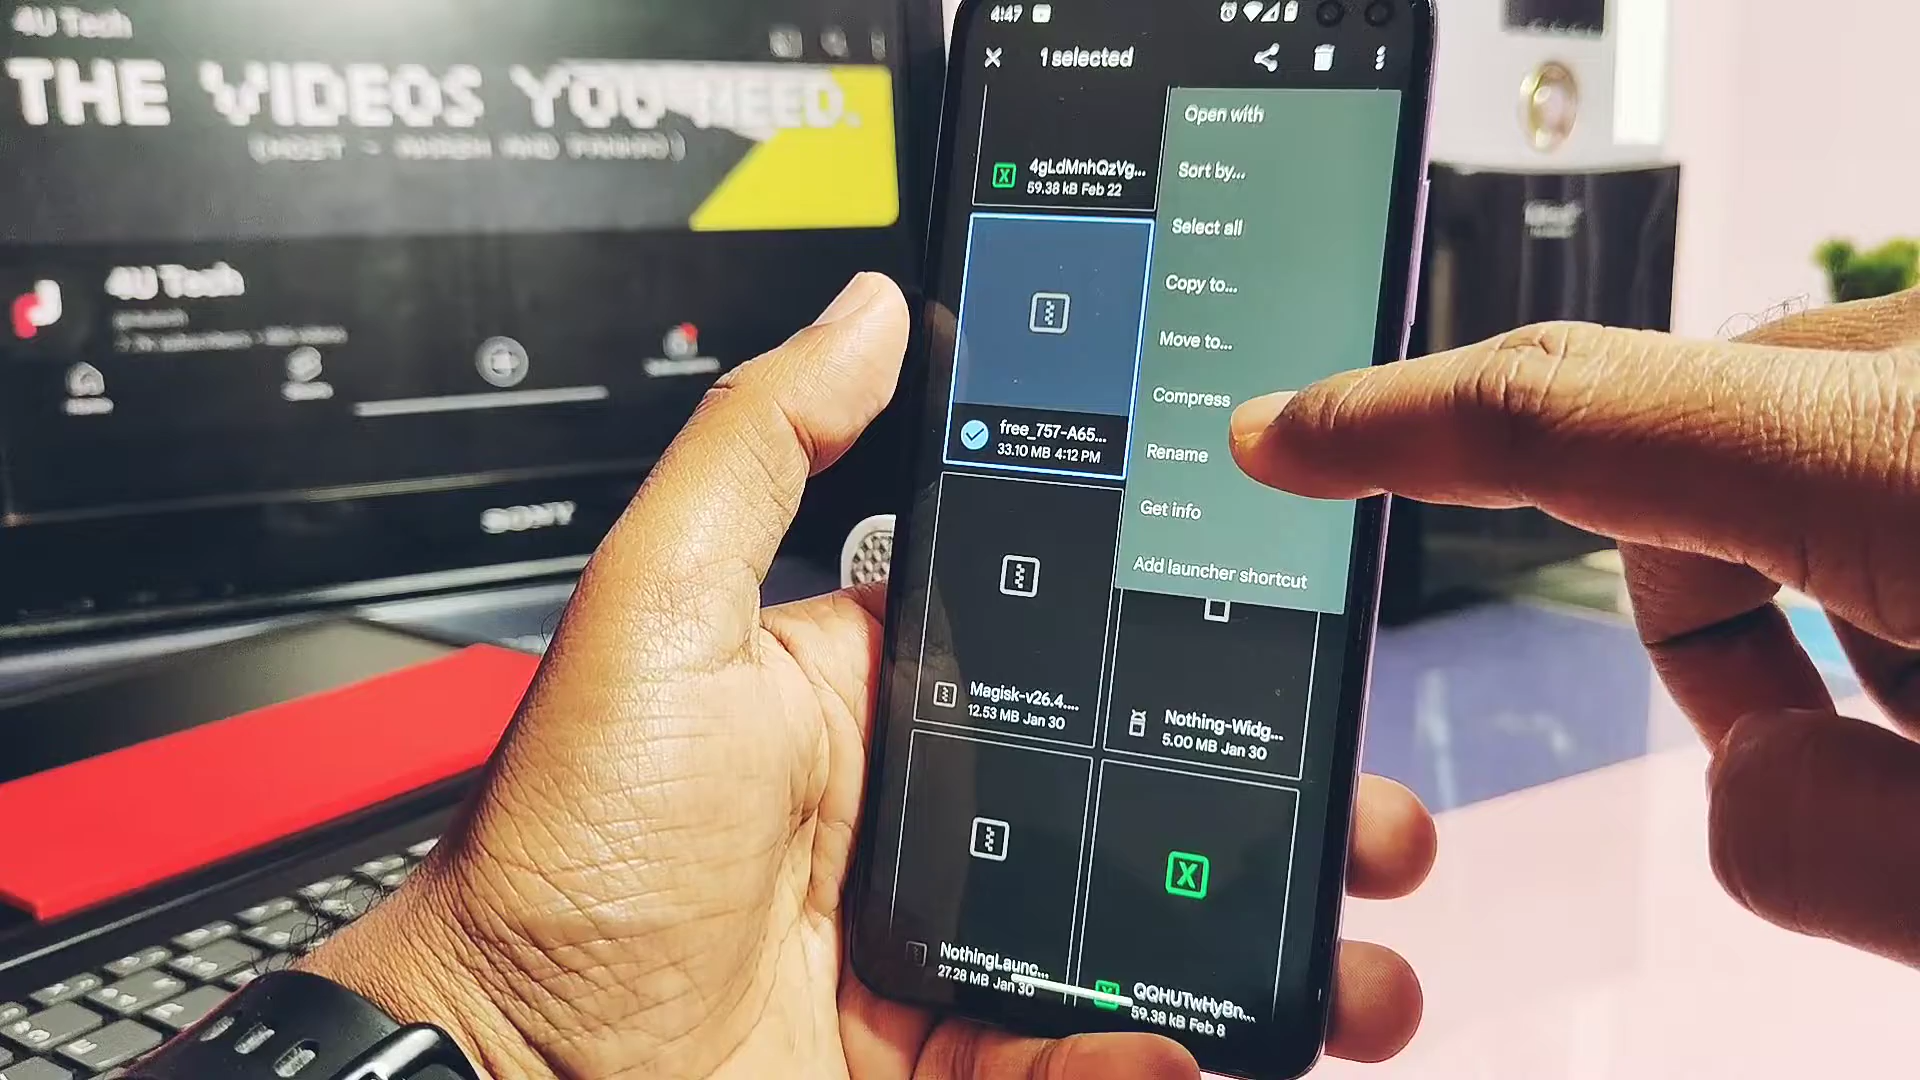 4U Tech
THE VIDEOS YOU NEED.
4U Tech
SONY
4:47
1 selected
Open with
Sort by...
Select all
Copy to...
Move to...
Compress
Rename
Get info
Add launcher shortcut
4gLdMnhQzVg...
59.38 kB Feb 22
free_757-A65...
33.10 MB 4:12 PM
Magisk-v26.4....
12.53 MB Jan 30
Nothing-Widg...
5.00 MB Jan 30
NothingLaunc...
27.28 MB Jan 30
QQHUTwHyBn...
59.38 kB Feb 8